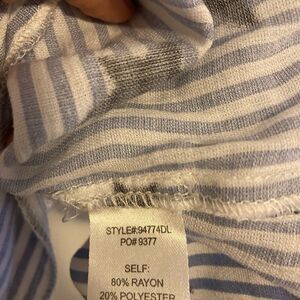 STYLE#:94774DL
PO# 9377
SELF:
80% RAYON
20% POLYESTER